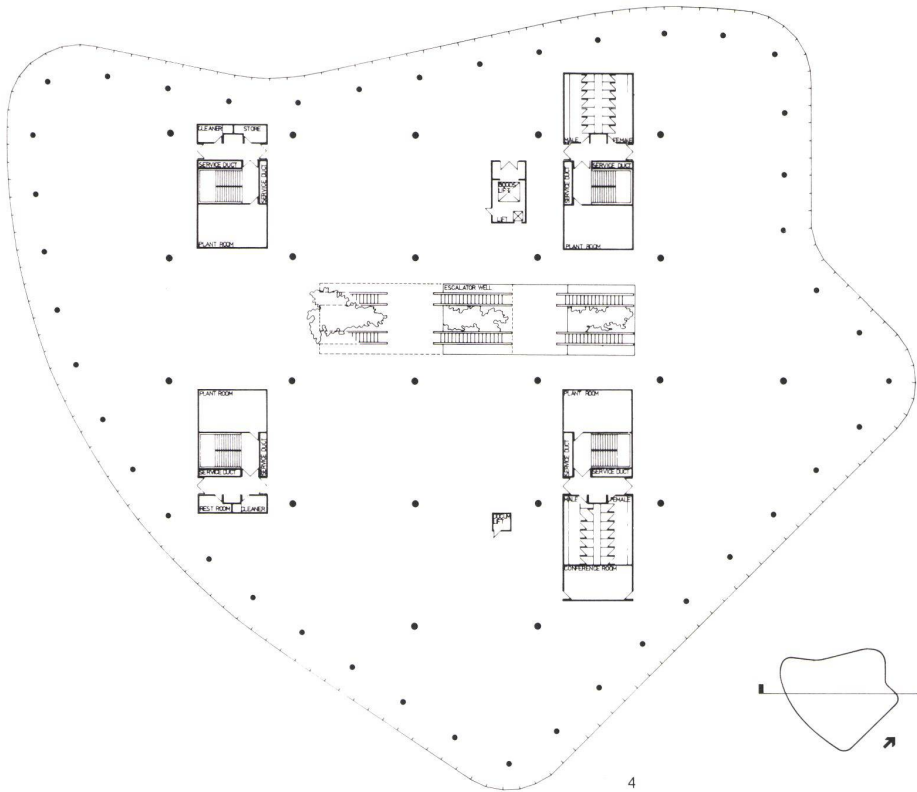 CLEANER STORE
SERVICE DUCT
SERVICE DUCT
PLANT ROOM
MALE FEMALE
SERVICE DUCT
SERVICE DUCT
PLANT ROOM
GOODS
LIFT
LIFT
ESCALATOR WELL
PLANT ROOM
SERVICE DUCT
SERVICE DUCT
REST ROOM CLEANER
PLANT ROOM
SERVICE DUCT
SERVICE DUCT
MALE FEMALE
CONFERENCE ROOM
LIFT
4